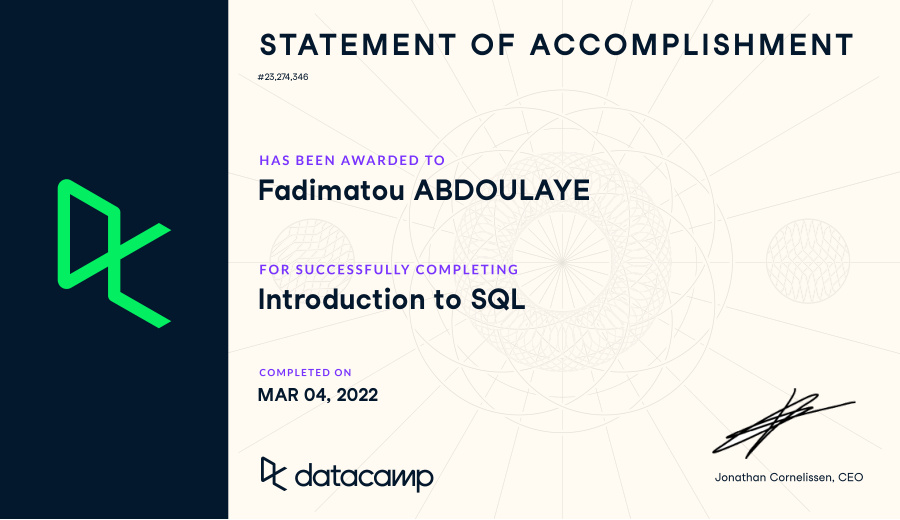 STATEMENT OF ACCOMPLISHMENT
#23,274,346
HAS BEEN AWARDED TO
Fadimatou ABDOULAYE
FOR SUCCESSFULLY COMPLETING
Introduction to SQL
COMPLETED ON
MAR 04, 2022
datacamp
Jonathan Cornelissen, CEO